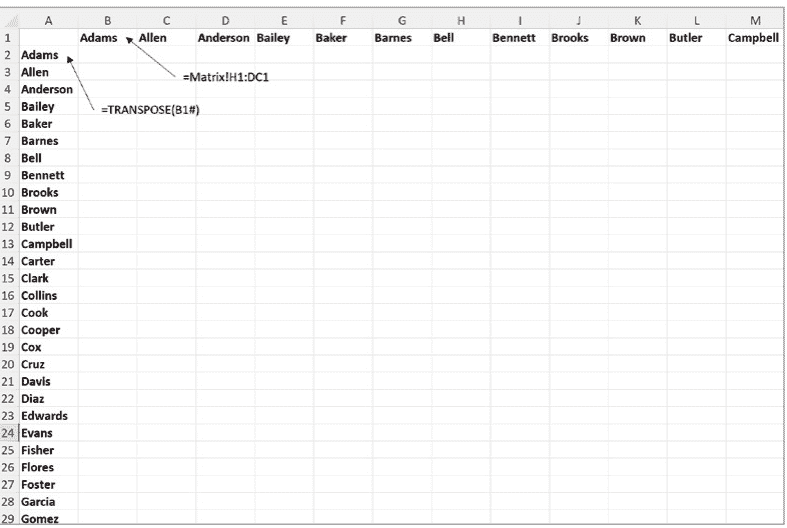 A B C D E F G H I J K L M
1 Adams Allen Anderson Bailey Baker Barnes Bell Bennett Brooks Brown Butler Campbell
2 Adams
3 Allen =Matrix!H1:DC1
4 Anderson
5 Bailey =TRANSPOSE(B1#)
6 Baker
7 Barnes
8 Bell
9 Bennett
10 Brooks
11 Brown
12 Butler
13 Campbell
14 Carter
15 Clark
16 Collins
17 Cook
18 Cooper
19 Cox
20 Cruz
21 Davis
22 Diaz
23 Edwards
24 Evans
25 Fisher
26 Flores
27 Foster
28 Garcia
29 Gomez